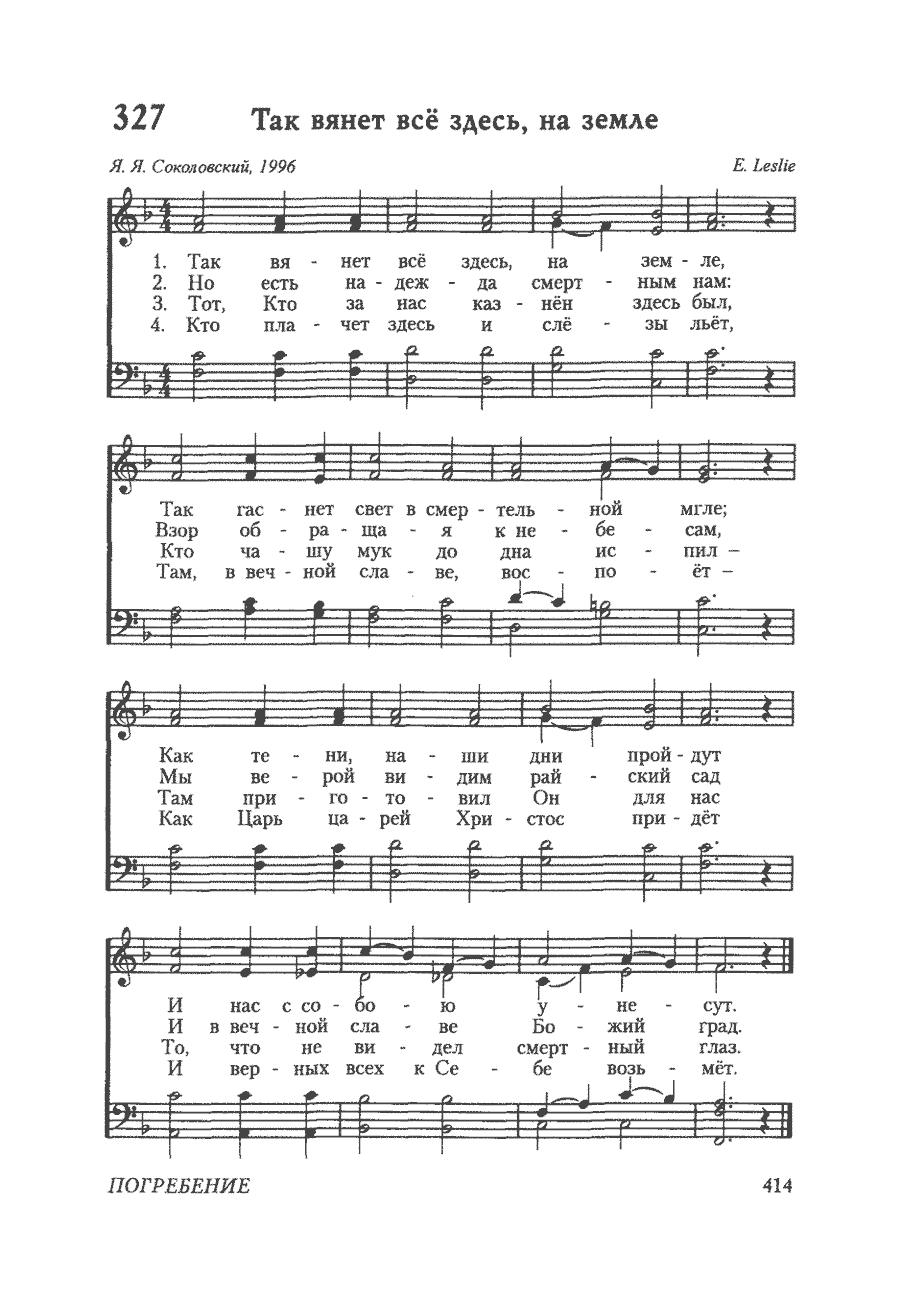 327 Так вянет всё здесь, на земле
Я. Я. Соколовский, 1996 E. Leslie
1. Так вя - нет всё здесь, на зем - ле,
2. Но есть на - деж - да смерт - ным нам:
3. Тот, Кто за нас каз - нён здесь был,
4. Кто пла - чет здесь и слё - зы льёт,
Так гас - нет свет в смер - тель - ной мгле;
Взор об - ра - ща - я к не - бе - сам,
Кто ча - шу мук до дна ис - пил –
Там, в веч - ной сла - ве, вос - по - ёт –
Как те - ни, на - ши дни прой - дут
Мы ве - рой ви - дим рай - ский сад
Там при - го - то - вил Он для нас
Как Царь ца - рей Хри - стос при - дёт
И нас с со - бо - ю у - не - сут.
И в веч - ной сла - ве Бо - жий град.
То, что не ви - дел смерт - ный глаз.
И вер - ных всех к Се - бе возь - мёт.
ПОГРЕБЕНИЕ 414